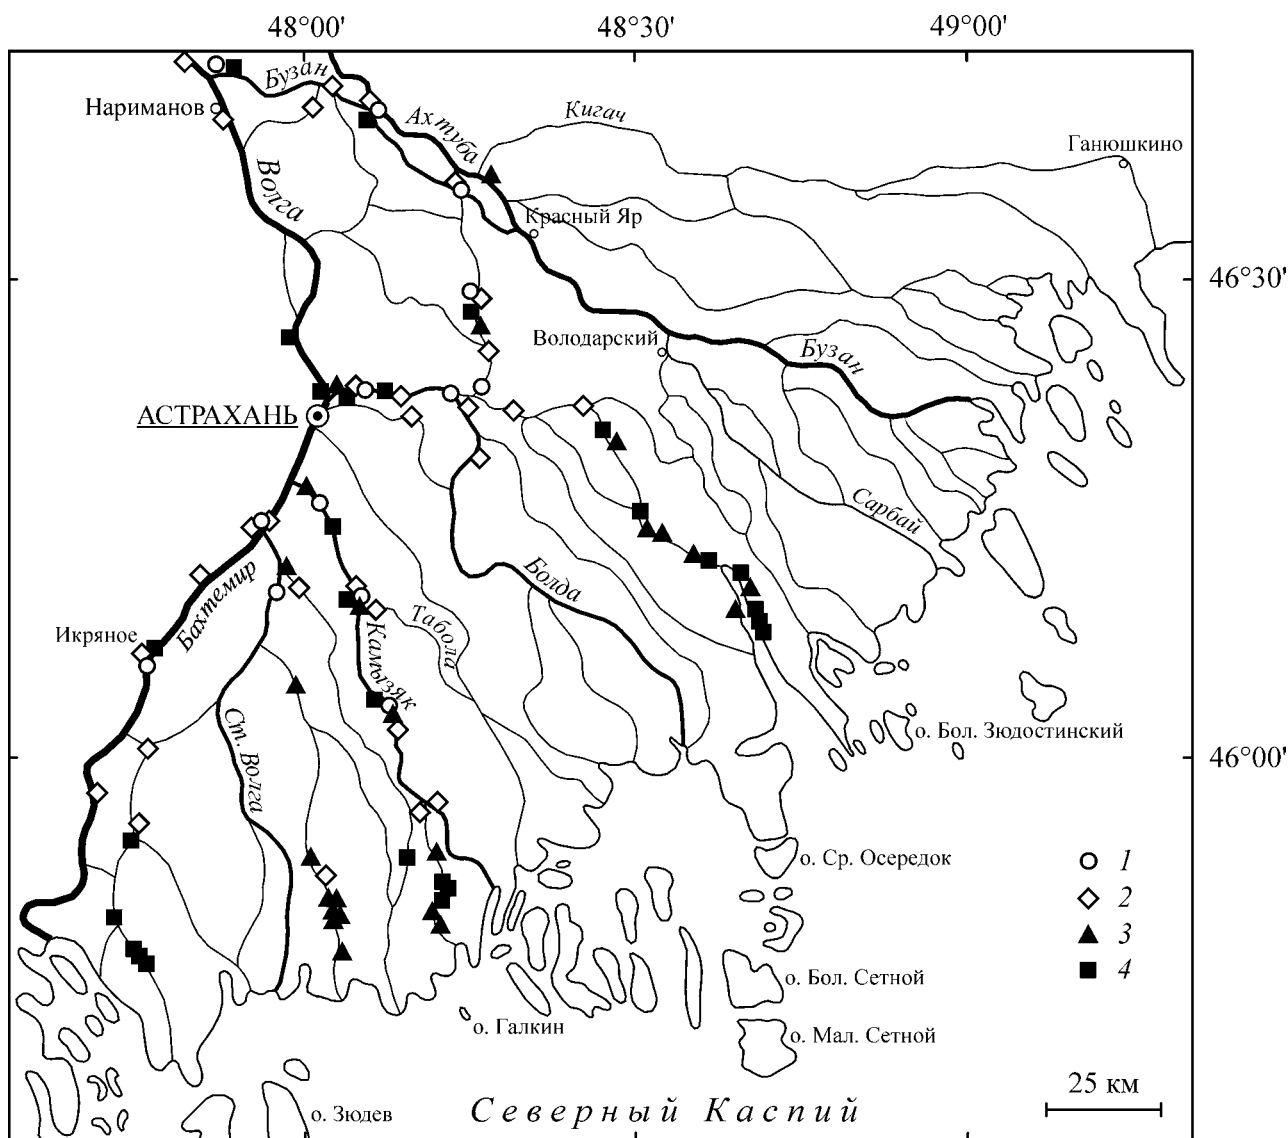 48°00'
48°30'
49°00'
Бузан
Нариманов
Ахтуба
Кигач
Ганюшкино
Волга
Красный Яр
46°30'
Володарский
Бузан
АСТРАХАНЬ
Сарбай
Бахтемир
Болда
Икряное
Табола
Камызяк
Ст. Волга
о. Бол. Зюдостинский
46°00'
о. Ср. Осередок
1
2
3
4
о. Бол. Сетной
о. Галкин
о. Мал. Сетной
25 км
о. Зюдев
Северный Каспий